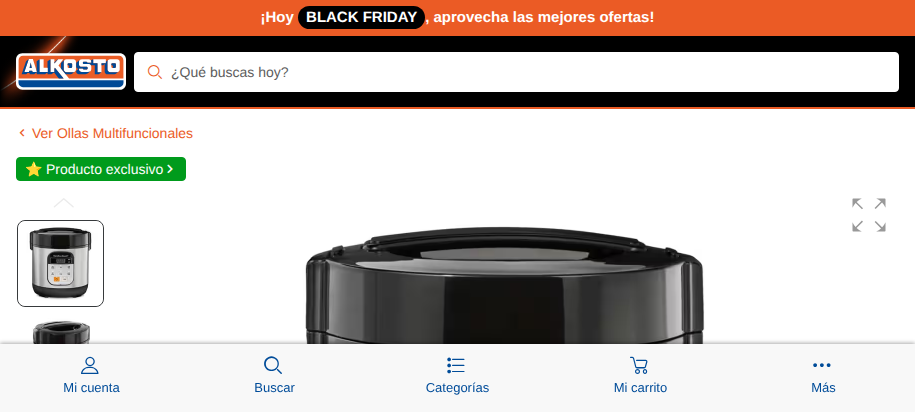 ¡Hoy BLACK FRIDAY, aprovecha las mejores ofertas!
ALKOSTO
¿Qué buscas hoy?
Ver Ollas Multifuncionales
Producto exclusivo
Mi cuenta
Buscar
Categorías
Mi carrito
Más